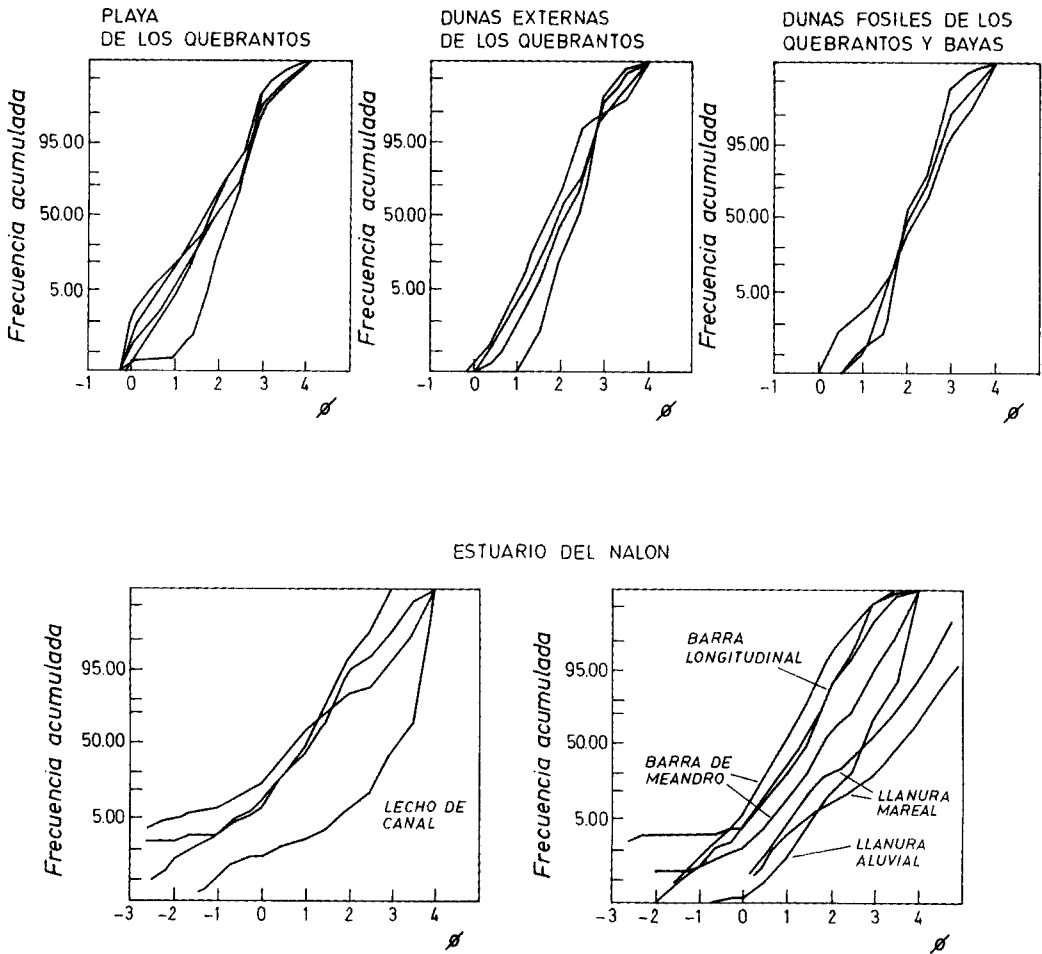 PLAYA
DE LOS QUEBRANTOS
DUNAS EXTERNAS
DE LOS QUEBRANTOS
DUNAS FOSILES DE LOS
QUEBRANTOS Y BAYAS
Frecuencia acumulada
95.00
50.00
5.00
-1 0 1 2 3 4
ø
Frecuencia acumulada
95.00
50.00
5.00
-1 0 1 2 3 4
ø
Frecuencia acumulada
95.00
50.00
5.00
-1 0 1 2 3 4
ø
ESTUARIO DEL NALON
Frecuencia acumulada
95.00
50.00
5.00
LECHO DE
CANAL
-3 -2 -1 0 1 2 3 4
ø
Frecuencia acumulada
95.00
50.00
5.00
BARRA
LONGITUDINAL
BARRA DE
MEANDRO
LLANURA
MAREAL
LLANURA
ALUVIAL
-3 -2 -1 0 1 2 3 4
ø